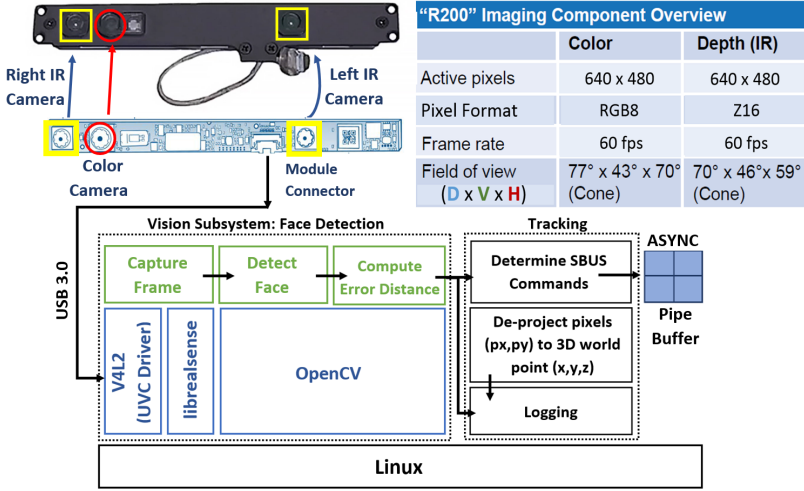 Right IR
Camera
Left IR
Camera
Color
Camera
Module
Connector
“R200” Imaging Component Overview
Color Depth (IR)
Active pixels 640 x 480 640 x 480
Pixel Format RGB8 Z16
Frame rate 60 fps 60 fps
Field of view 77° x 43° x 70° 70° x 46°x 59°
(D x V x H) (Cone) (Cone)
USB 3.0
Vision Subsystem: Face Detection
Capture
Frame
Detect
Face
Compute
Error Distance
V4L2
(UVC Driver)
librealsense
OpenCV
Tracking
Determine SBUS
Commands
De-project pixels
(px,py) to 3D world
point (x,y,z)
Logging
ASYNC
Pipe
Buffer
Linux